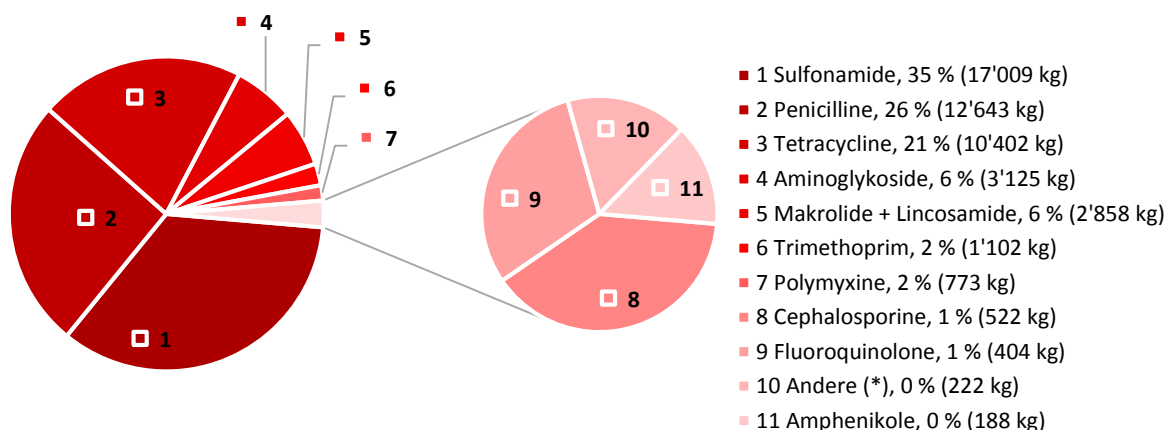 4
5
3
6
7
10
11
9
2
8
1
1 Sulfonamide, 35 % (17'009 kg)
2 Penicilline, 26 % (12'643 kg)
3 Tetracycline, 21 % (10'402 kg)
4 Aminoglykoside, 6 % (3'125 kg)
5 Makrolide + Lincosamide, 6 % (2'858 kg)
6 Trimethoprim, 2 % (1'102 kg)
7 Polymyxine, 2 % (773 kg)
8 Cephalosporine, 1 % (522 kg)
9 Fluoroquinolone, 1 % (404 kg)
10 Andere (*), 0 % (222 kg)
11 Amphenikole, 0 % (188 kg)